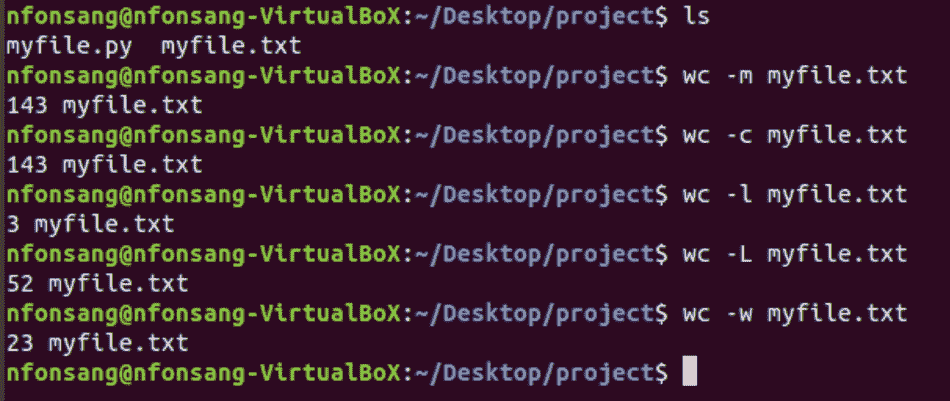 nfonsang@nfonsang-VirtualBoX:~/Desktop/project$ ls
myfile.py  myfile.txt
nfonsang@nfonsang-VirtualBoX:~/Desktop/project$ wc -m myfile.txt
143 myfile.txt
nfonsang@nfonsang-VirtualBoX:~/Desktop/project$ wc -c myfile.txt
143 myfile.txt
nfonsang@nfonsang-VirtualBoX:~/Desktop/project$ wc -l myfile.txt
3 myfile.txt
nfonsang@nfonsang-VirtualBoX:~/Desktop/project$ wc -L myfile.txt
52 myfile.txt
nfonsang@nfonsang-VirtualBoX:~/Desktop/project$ wc -w myfile.txt
23 myfile.txt
nfonsang@nfonsang-VirtualBoX:~/Desktop/project$